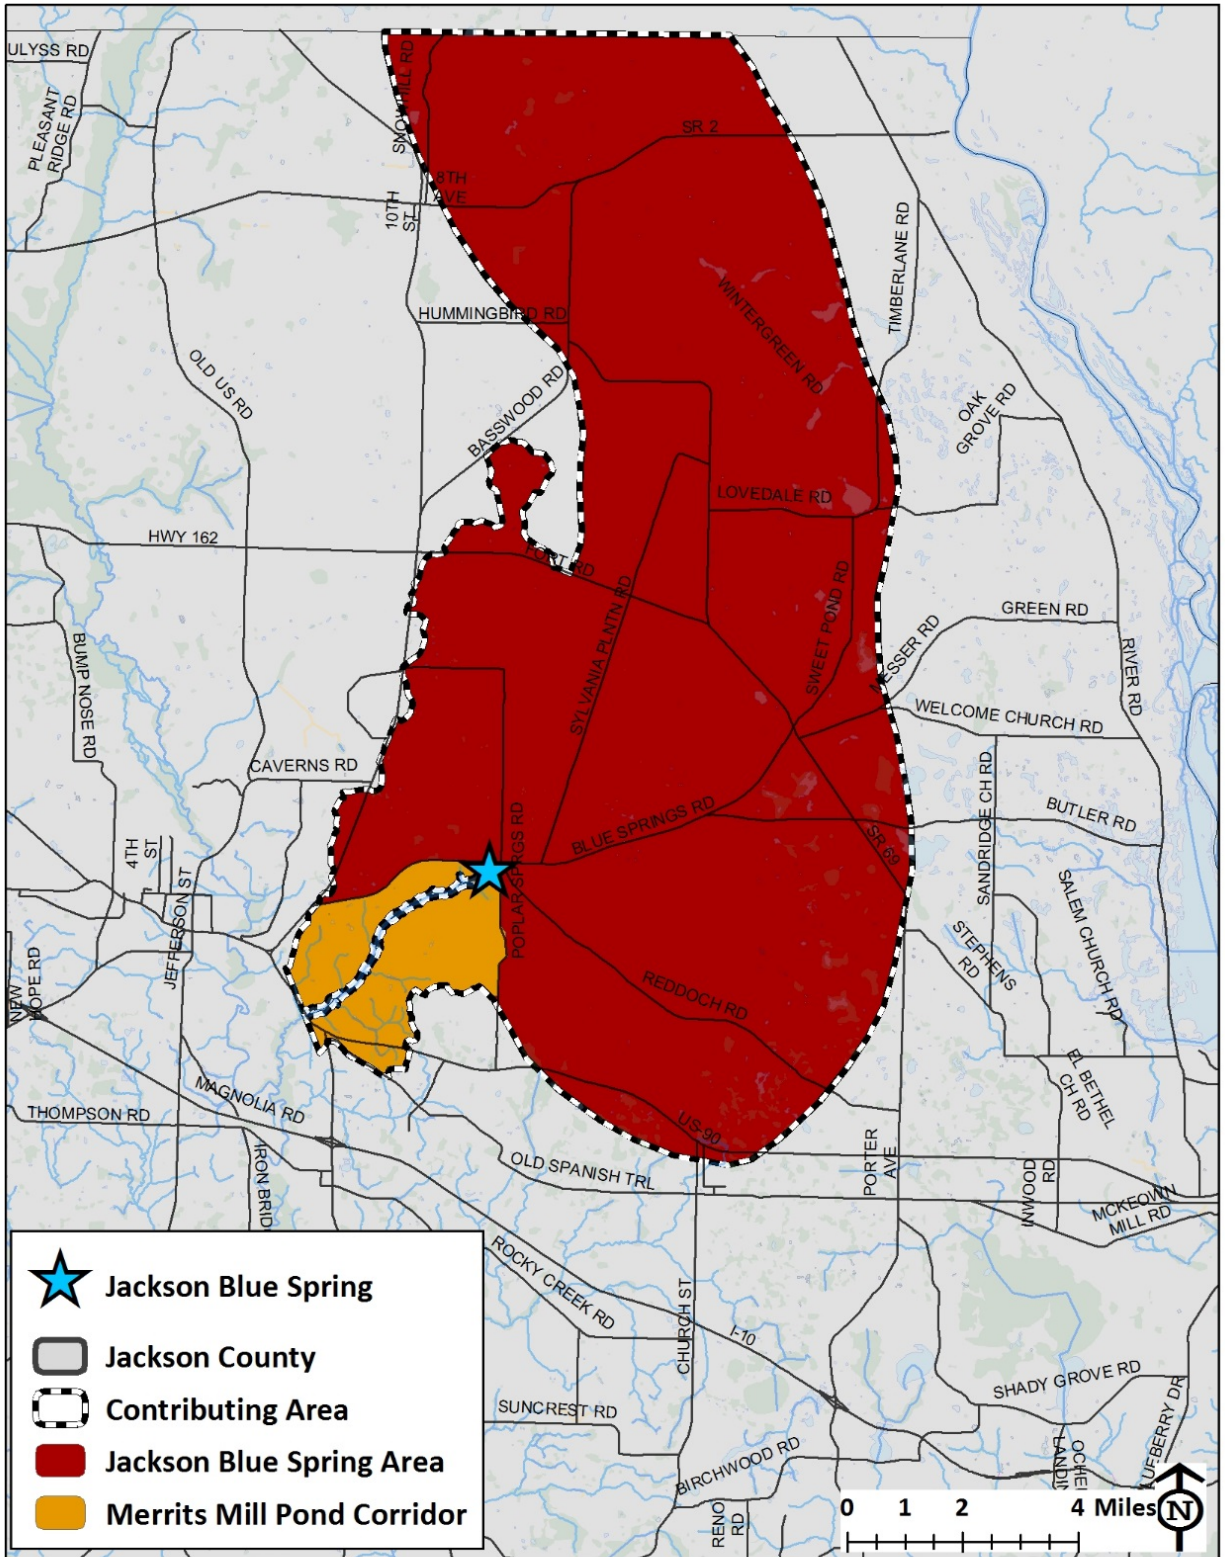 ULYSS RD
PLEASANT
RIDGE RD
SNOWHILL RD
SR 2
8TH
AVE
10TH
ST
TIMBERLANE RD
HUMMINGBIRD RD
WINTERGREEN RD
OLD US RD
BASSWOOD RD
OAK
GROVE RD
LOVEDALE RD
HWY 162
FORT RD
SYLVANIA PLNTN RD
SWEET POND RD
GREEN RD
MESSER RD
BUMP NOSE RD
RIVER RD
WELCOME CHURCH RD
CAVERNS RD
SANDRIDGE CH RD
BUTLER RD
BLUE SPRINGS RD
POPLAR SPRGS RD
SR 69
4TH
ST
JEFFERSON ST
SALEM CHURCH RD
STEPHENS
RD
NEW
HOPE RD
REDDOCH RD
EL BETHEL
CH RD
MAGNOLIA RD
THOMPSON RD
US-90
PORTER
AVE
IRON BRIDG
OLD SPANISH TRL
INWOOD
RD
MCKEOWN
MILL RD
ROCKY CREEK RD
CHURCH ST
I-10
SHADY GROVE RD
SUNCREST RD
BIRCHWOOD RD
RENO
RD
LUEBERRY DR
Jackson Blue Spring
Jackson County
Contributing Area
Jackson Blue Spring Area
Merrits Mill Pond Corridor
0 1 2 4 Miles
N